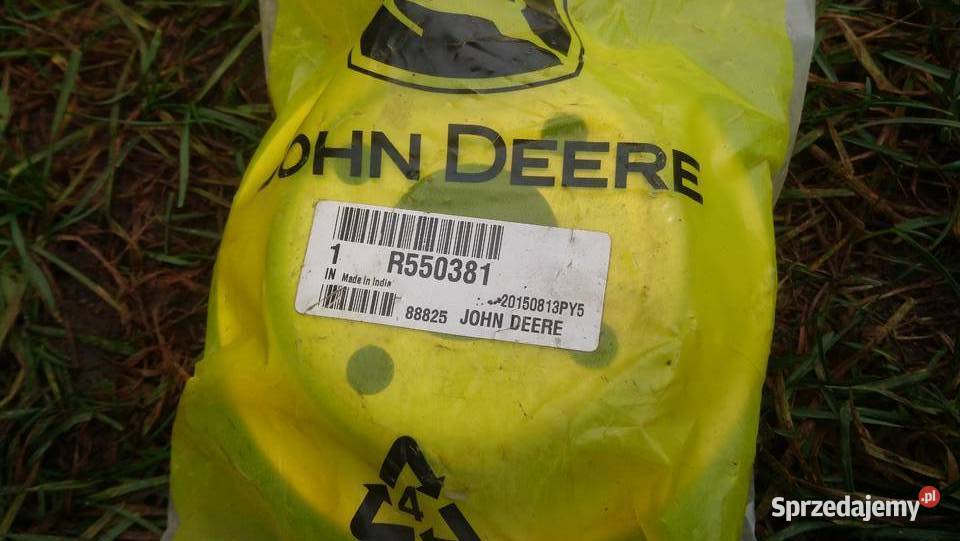 JOHN DEERE
1 R550381
IN Made in India
20150813PY5
88825 JOHN DEERE
4
Sprzedajemy.pl